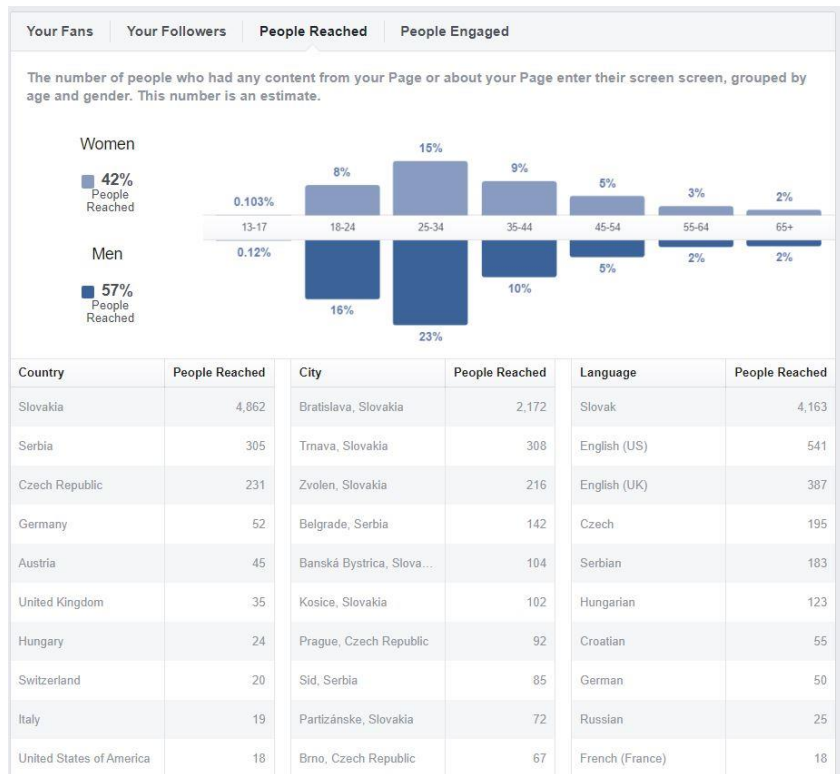 Your Fans Your Followers People Reached People Engaged
The number of people who had any content from your Page or about your Page enter their screen screen, grouped by
age and gender. This number is an estimate.
Women
42%
People
Reached
0.103% 8% 15% 9% 5% 3% 2%
13-17 18-24 25-34 35-44 45-54 55-64 65+
Men
57%
People
Reached
0.12% 16% 23% 10% 5% 2% 2%
Country People Reached City People Reached Language People Reached
Slovakia 4,862 Bratislava, Slovakia 2,172 Slovak 4,163
Serbia 305 Trnava, Slovakia 308 English (US) 541
Czech Republic 231 Zvolen, Slovakia 216 English (UK) 387
Germany 52 Belgrade, Serbia 142 Czech 195
Austria 45 Banská Bystrica, Slova... 104 Serbian 183
United Kingdom 35 Kosice, Slovakia 102 Hungarian 123
Hungary 24 Prague, Czech Republic 92 Croatian 55
Switzerland 20 Sid, Serbia 85 German 50
Italy 19 Partizánske, Slovakia 72 Russian 25
United States of America 18 Brno, Czech Republic 67 French (France) 18